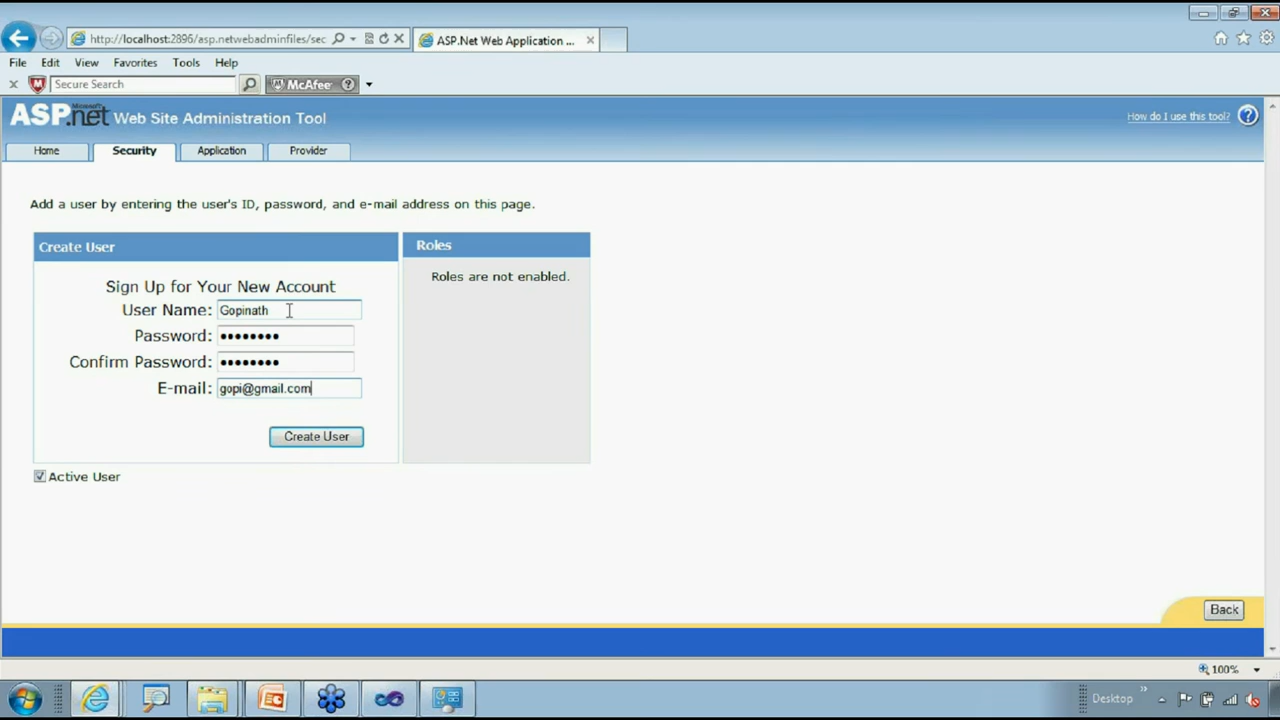 http://localhost:2896/asp.netwebadminfiles/sec
ASP.Net Web Application ...
File Edit View Favorites Tools Help
Secure Search
McAfee
Microsoft
ASP.net Web Site Administration Tool
How do I use this tool?
Home Security Application Provider
Add a user by entering the user's ID, password, and e-mail address on this page.
Create User
Roles
Roles are not enabled.
Sign Up for Your New Account
User Name: Gopinath
Password: ••••••••
Confirm Password: ••••••••
E-mail: gopi@gmail.com
Create User
Active User
Back
100%
Desktop